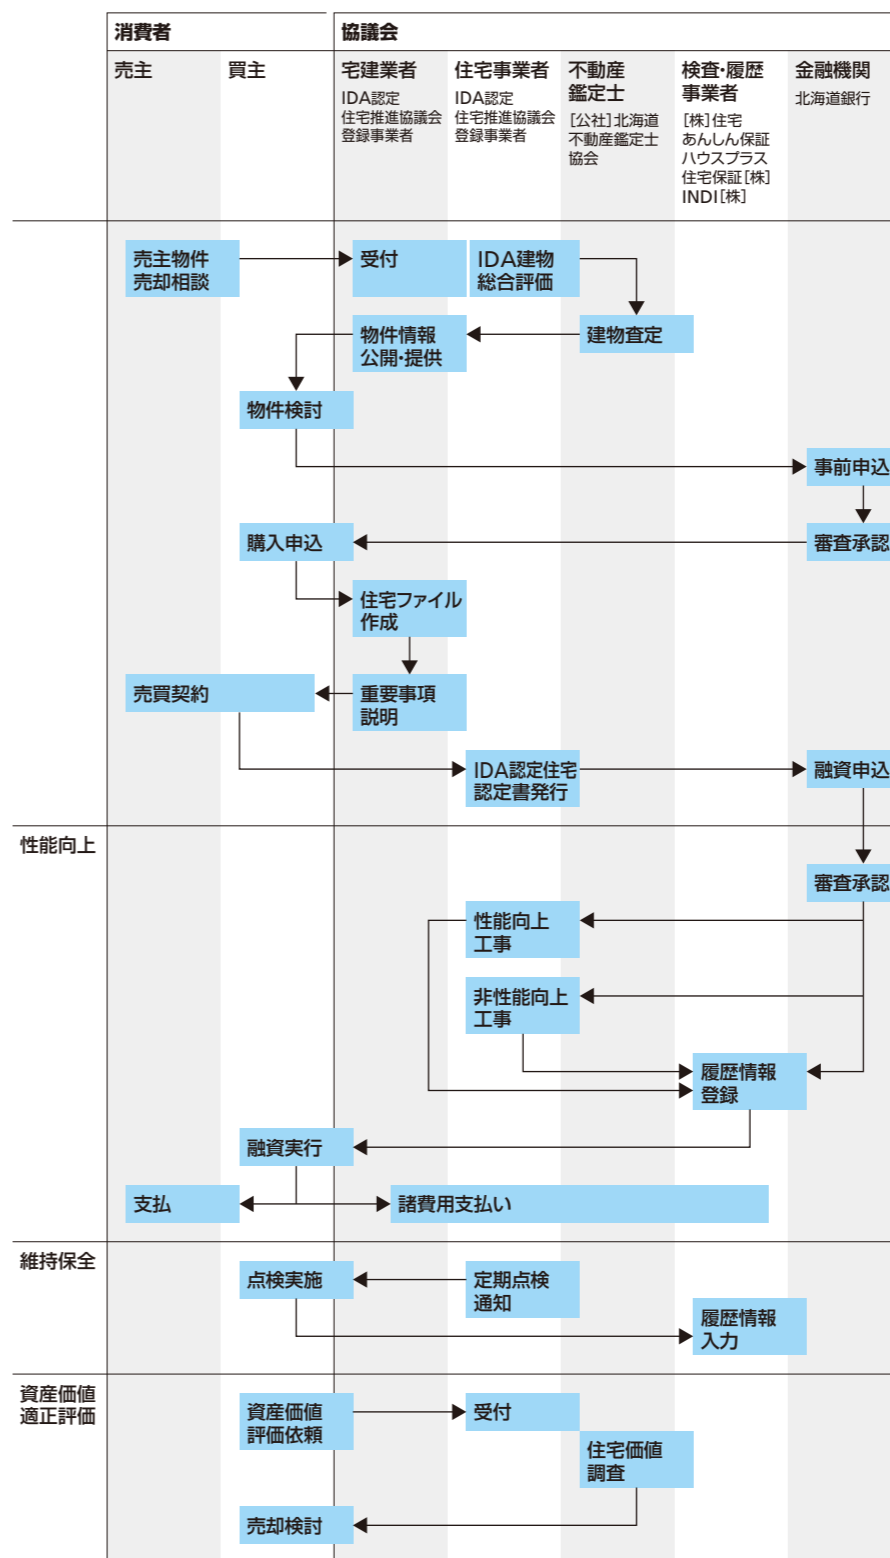 消費者
協議会
売主
買主
宅建業者
IDA認定
住宅推進協議会
登録事業者
住宅事業者
IDA認定
住宅推進協議会
登録事業者
不動産
鑑定士
[公社]北海道
不動産鑑定士
協会
検査・履歴
事業者
[株]住宅
あんしん保証
ハウスプラス
住宅保証[株]
INDI[株]
金融機関
北海道銀行
売主物件
売却相談
受付
IDA建物
総合評価
物件情報
公開・提供
建物査定
物件検討
事前申込
購入申込
審査承認
住宅ファイル
作成
売買契約
重要事項
説明
IDA認定住宅
認定書発行
融資申込
性能向上
審査承認
性能向上
工事
非性能向上
工事
履歴情報
登録
融資実行
支払
諸費用支払い
維持保全
点検実施
定期点検
通知
履歴情報
入力
資産価値
適正評価
資産価値
評価依頼
受付
住宅価値
調査
売却検討